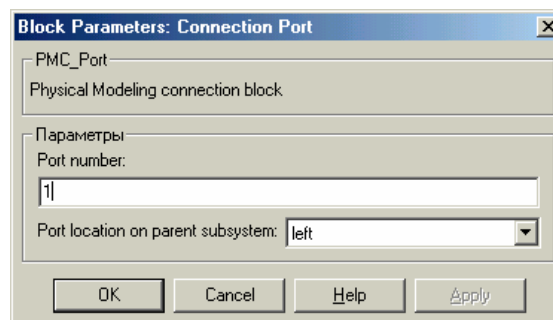 Block Parameters: Connection Port
PMC_Port
Physical Modeling connection block
Параметры
Port number:
1
Port location on parent subsystem: left
OK Cancel Help Apply